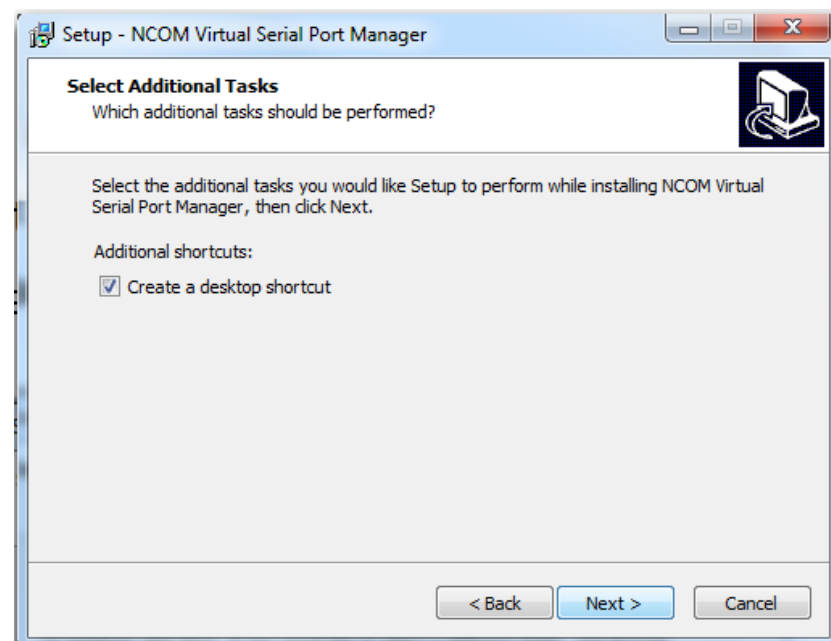 Setup - NCOM Virtual Serial Port Manager
Select Additional Tasks
Which additional tasks should be performed?
Select the additional tasks you would like Setup to perform while installing NCOM Virtual
Serial Port Manager, then click Next.
Additional shortcuts:
Create a desktop shortcut
< Back Next > Cancel